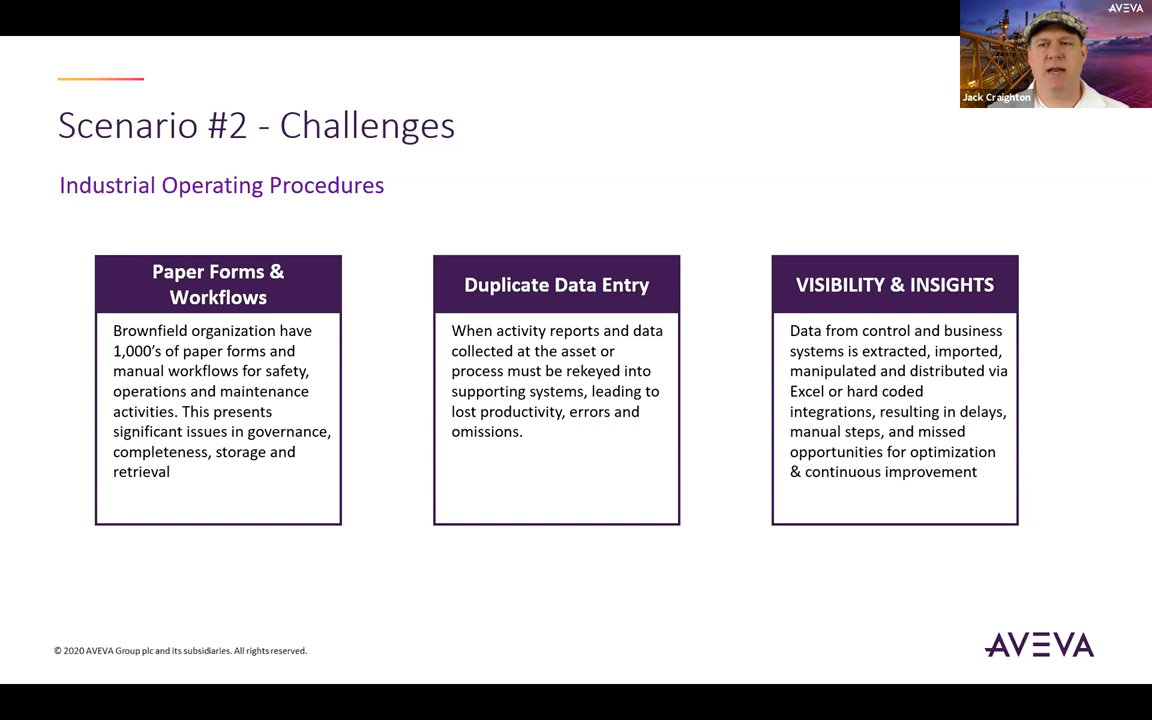 AVEVA
Jack Craighton
Scenario #2 - Challenges
Industrial Operating Procedures
Paper Forms &
Workflows
Brownfield organization have
1,000’s of paper forms and
manual workflows for safety,
operations and maintenance
activities. This presents
significant issues in governance,
completeness, storage and
retrieval
Duplicate Data Entry
When activity reports and data
collected at the asset or
process must be rekeyed into
supporting systems, leading to
lost productivity, errors and
omissions.
VISIBILITY & INSIGHTS
Data from control and business
systems is extracted, imported,
manipulated and distributed via
Excel or hard coded
integrations, resulting in delays,
manual steps, and missed
opportunities for optimization
& continuous improvement
© 2020 AVEVA Group plc and its subsidiaries. All rights reserved.
AVEVA